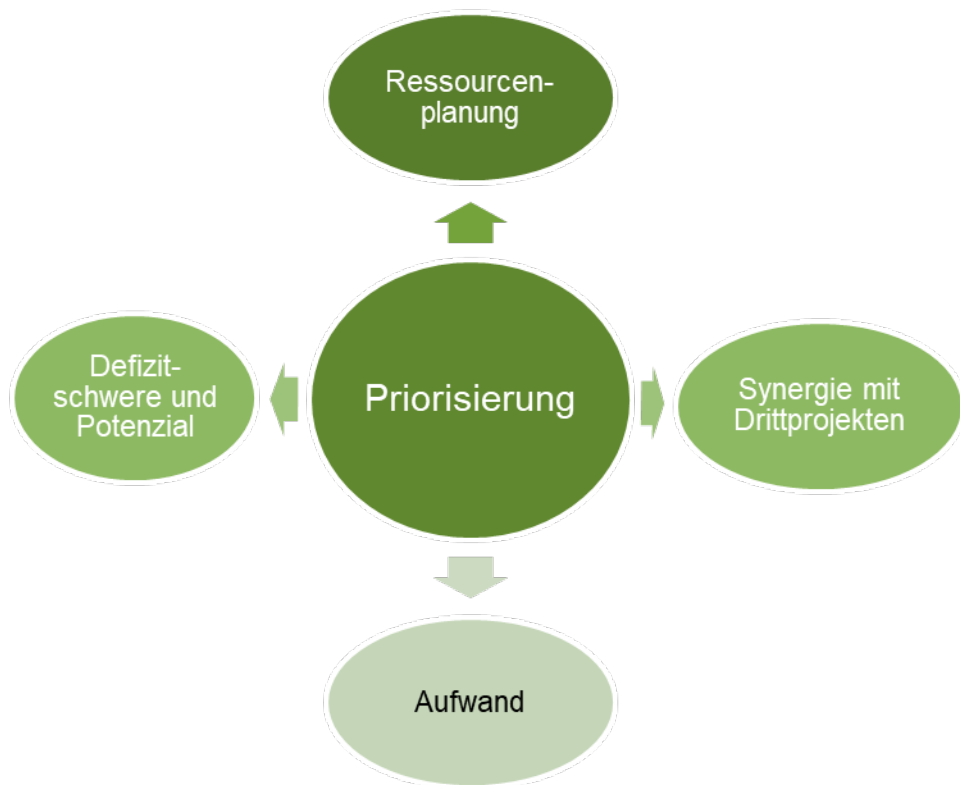 Ressourcen-
planung
Defizit-
schwere und
Potenzial
Priorisierung
Synergie mit
Drittprojekten
Aufwand